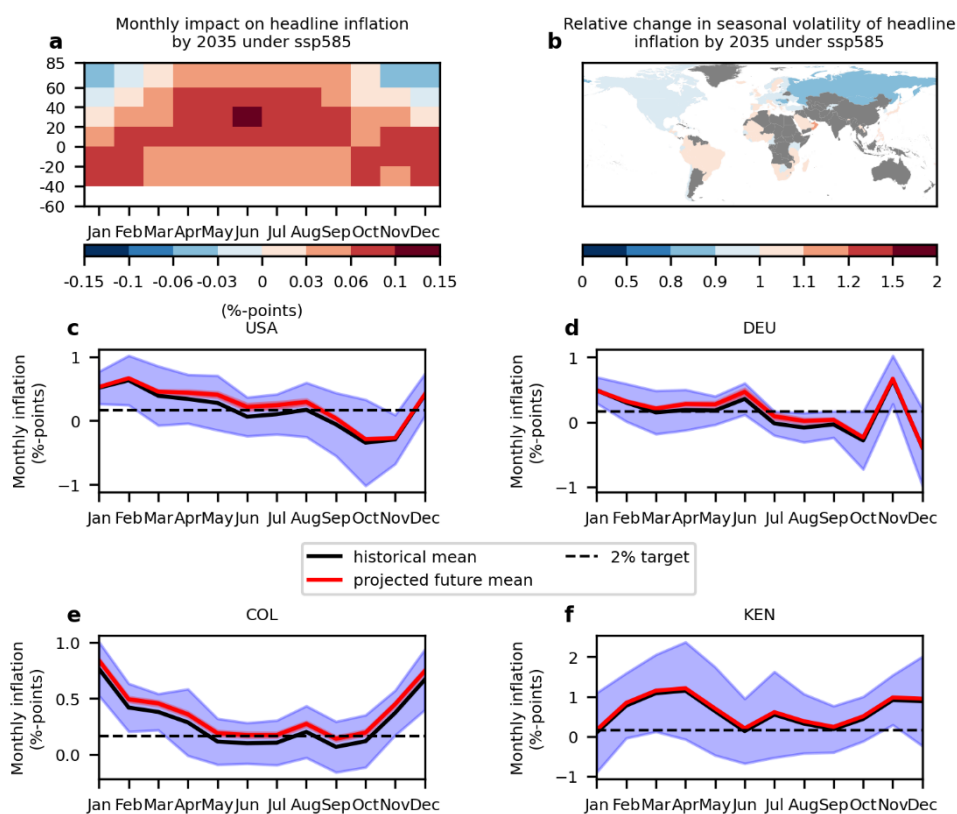 a
Monthly impact on headline inflation
by 2035 under ssp585
85
60
40
20
0
-40
-60
Jan Feb Mar Apr May Jun Jul Aug Sep Oct Nov Dec
-0.15 -0.1 -0.06 -0.03 0 0.03 0.06 0.1 0.15
(%-points)
b
Relative change in seasonal volatility of headline
inflation by 2035 under ssp585
0 0.5 0.8 0.9 1 1.1 1.2 1.5 2
c
USA
Monthly inflation
(%-points)
1
0
−1
Jan Feb Mar Apr May Jun Jul Aug Sep Oct Nov Dec
d
DEU
Monthly inflation
(%-points)
1
0
−1
Jan Feb Mar Apr May Jun Jul Aug Sep Oct Nov Dec
historical mean
projected future mean
2% target
e
COL
Monthly inflation
(%-points)
1.0
0.5
0.0
Jan Feb Mar Apr May Jun Jul Aug Sep Oct Nov Dec
f
KEN
Monthly inflation
(%-points)
2
1
0
−1
Jan Feb Mar Apr May Jun Jul Aug Sep Oct Nov Dec